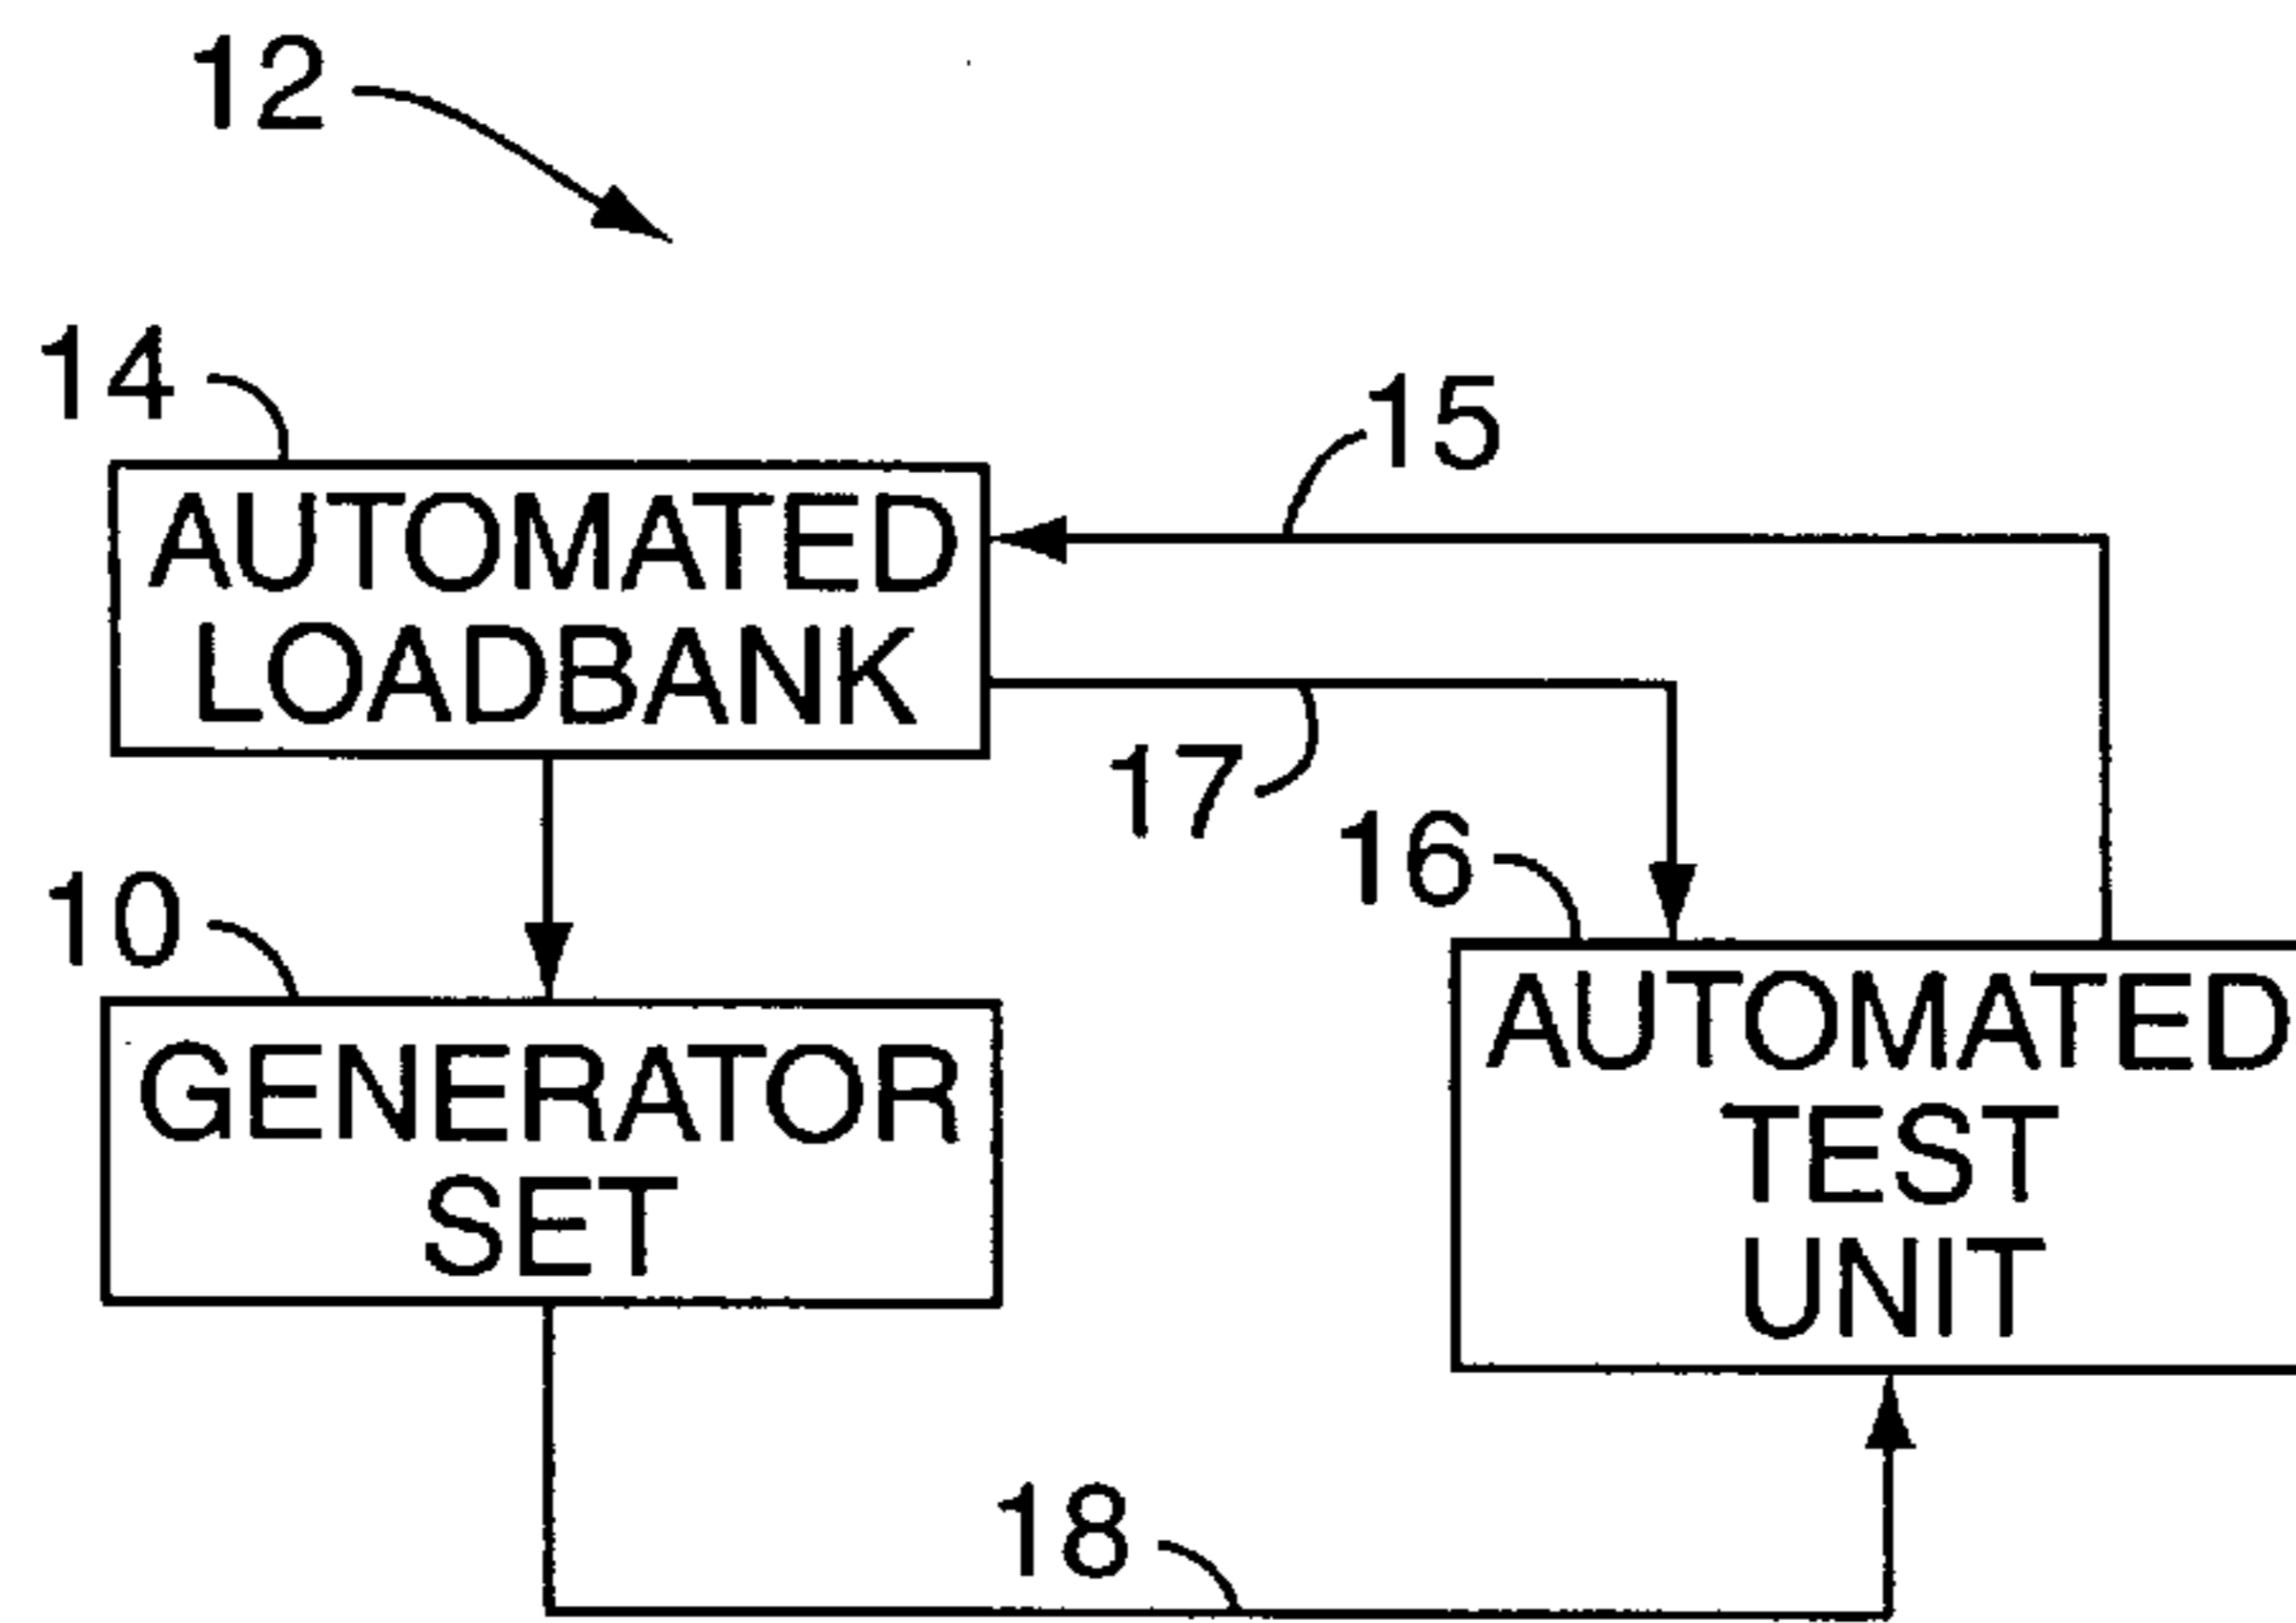 12
14
15
AUTOMATED
LOADBANK
17
16
10
GENERATOR
SET
AUTOMATED
TEST
UNIT
18